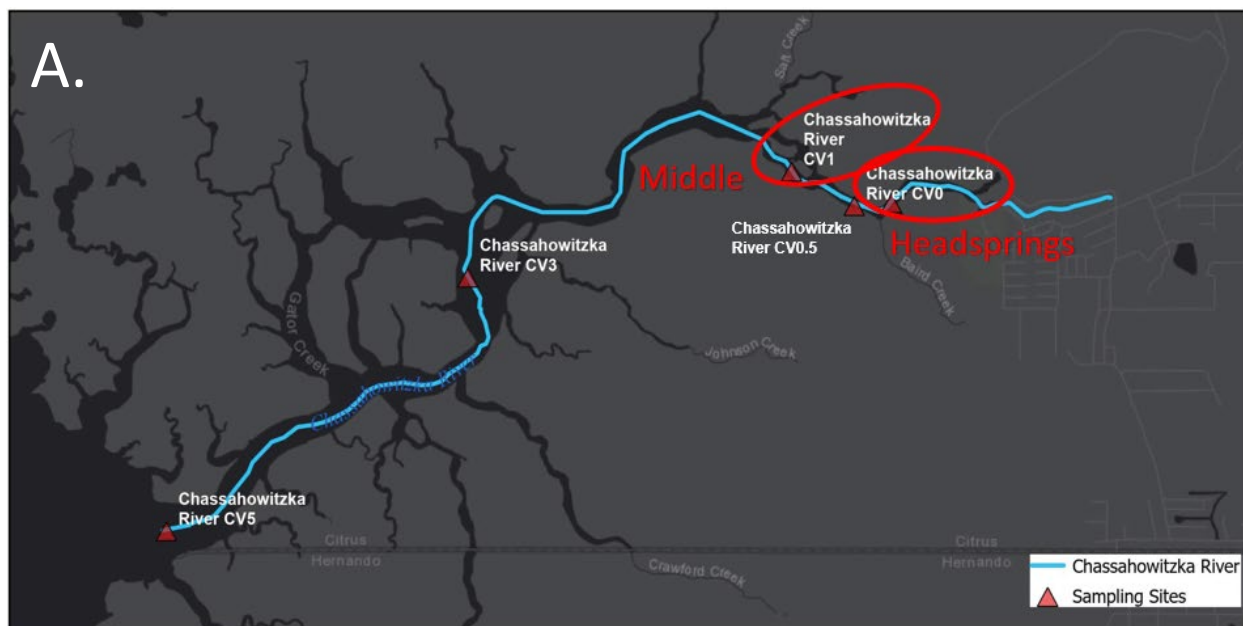 A.
Salt Creek
Chassahowitzka
River
CV1
Middle
Chassahowitzka
River CV0
Chassahowitzka
River CV0.5
Headsprings
Baird Creek
Chassahowitzka
River CV3
Gator Creek
Johnson Creek
Chassahowitzka River
Chassahowitzka
River CV5
Citrus
Hernando
Citrus
Hernando
Crawford Creek
Chassahowitzka River
Sampling Sites